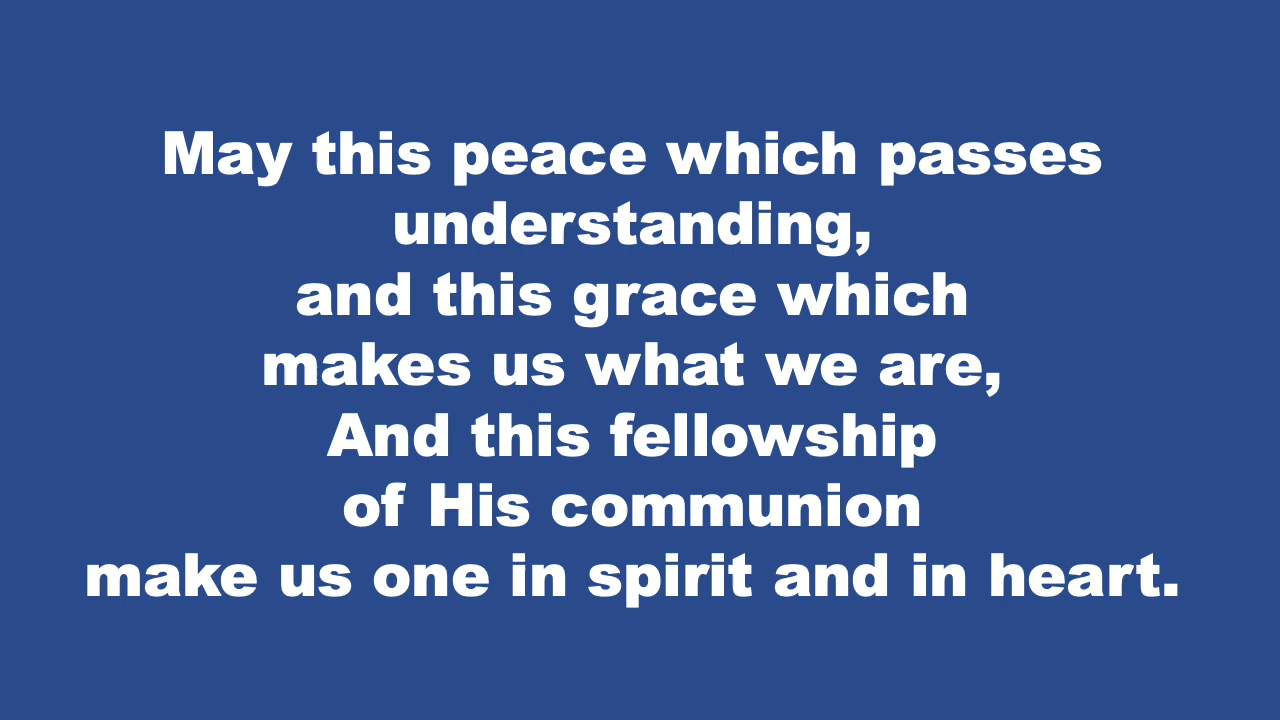 May this peace which passes
understanding,
and this grace which
makes us what we are,
And this fellowship
of His communion
make us one in spirit and in heart.